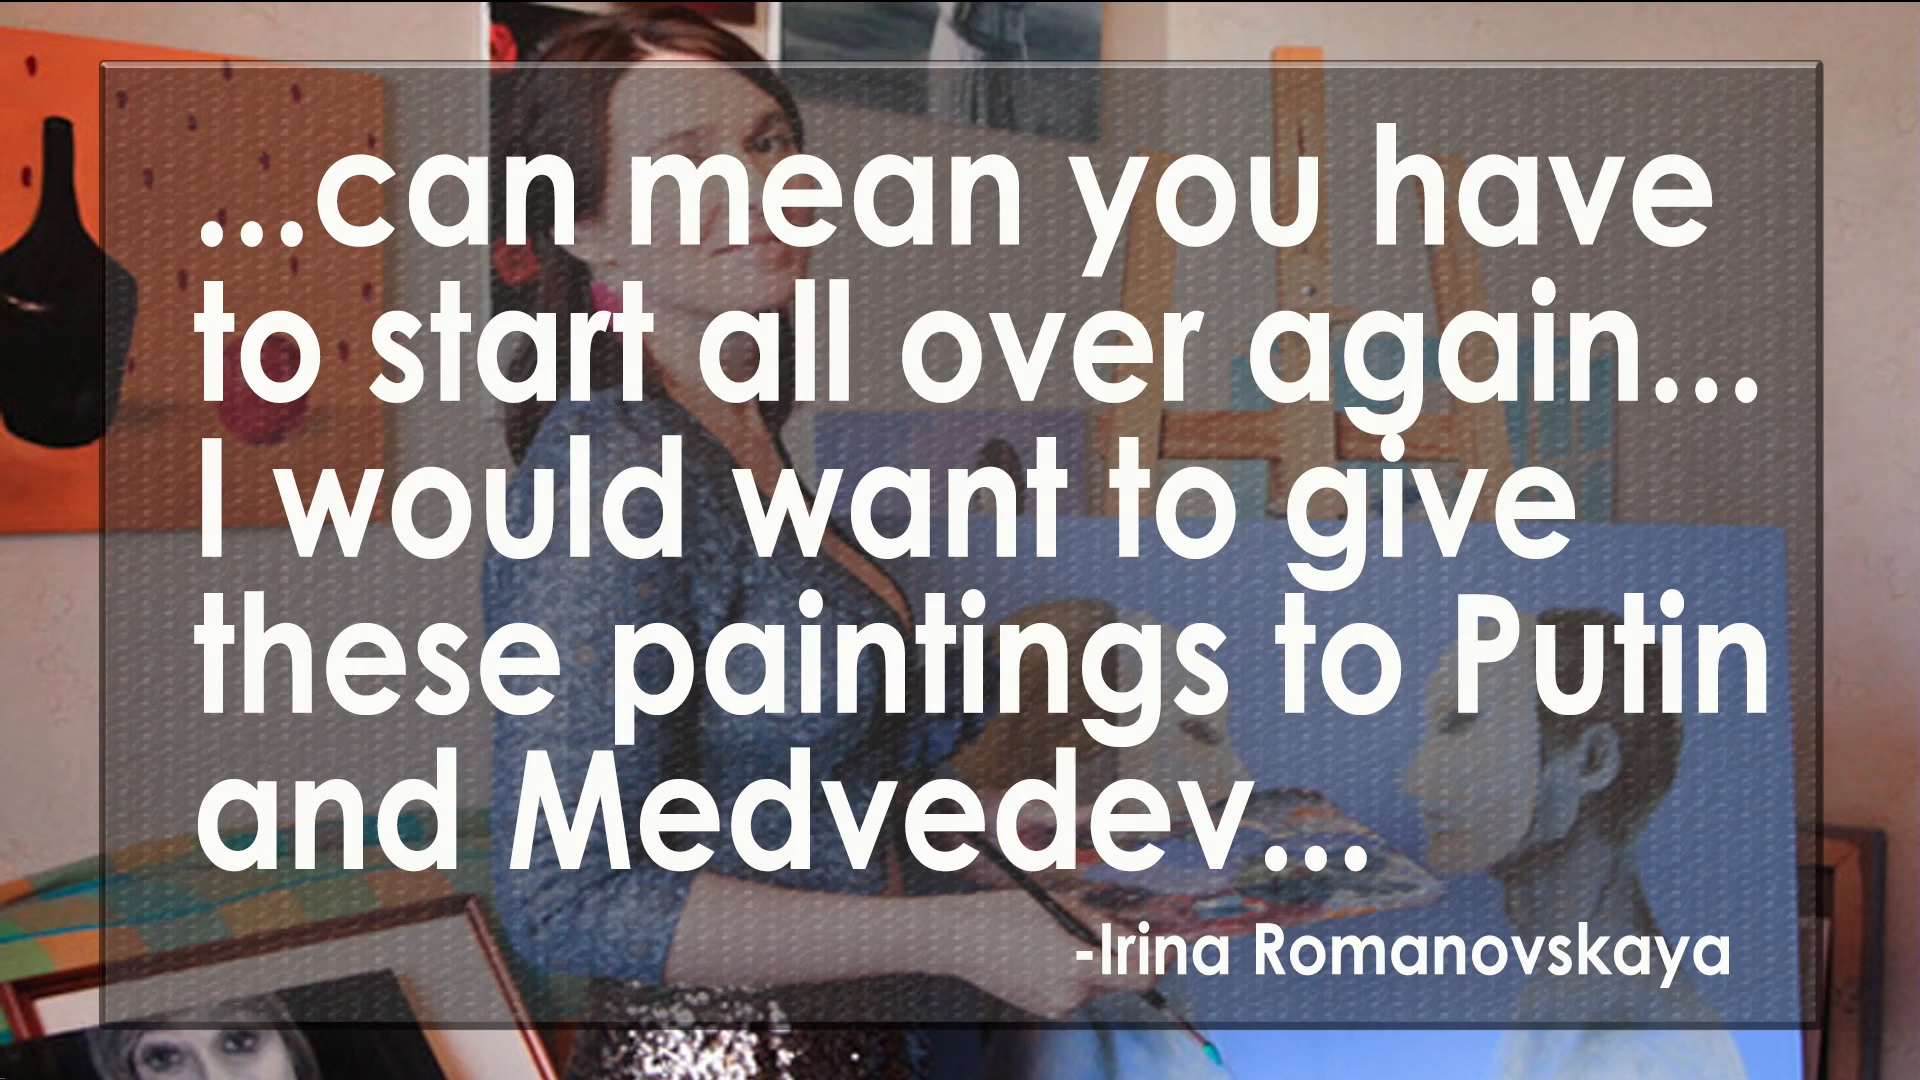 ...can mean you have
to start all over again...
I would want to give
these paintings to Putin
and Medvedev...
-Irina Romanovskaya